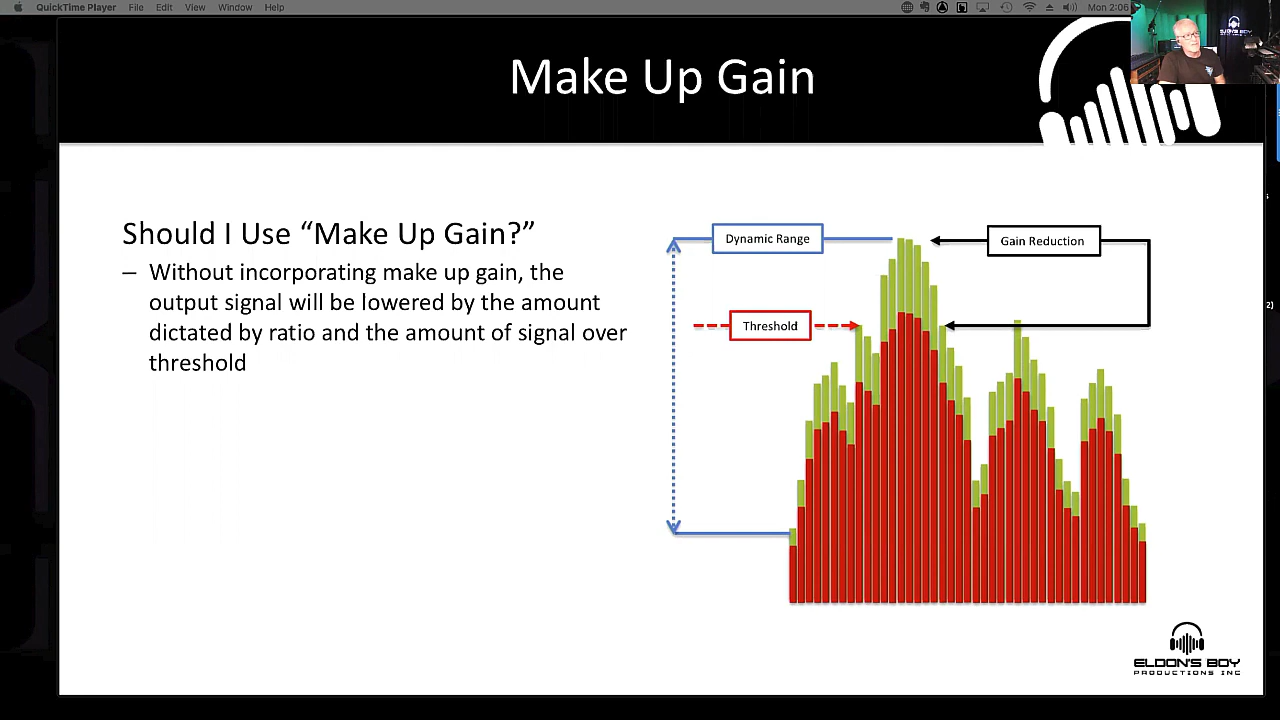 QuickTime Player File Edit View Window Help
Mon 2:06
Make Up Gain
Should I Use “Make Up Gain?”
– Without incorporating make up gain, the
output signal will be lowered by the amount
dictated by ratio and the amount of signal over
threshold
Dynamic Range
Gain Reduction
Threshold
ELDON'S BOY
PRODUCTIONS INC